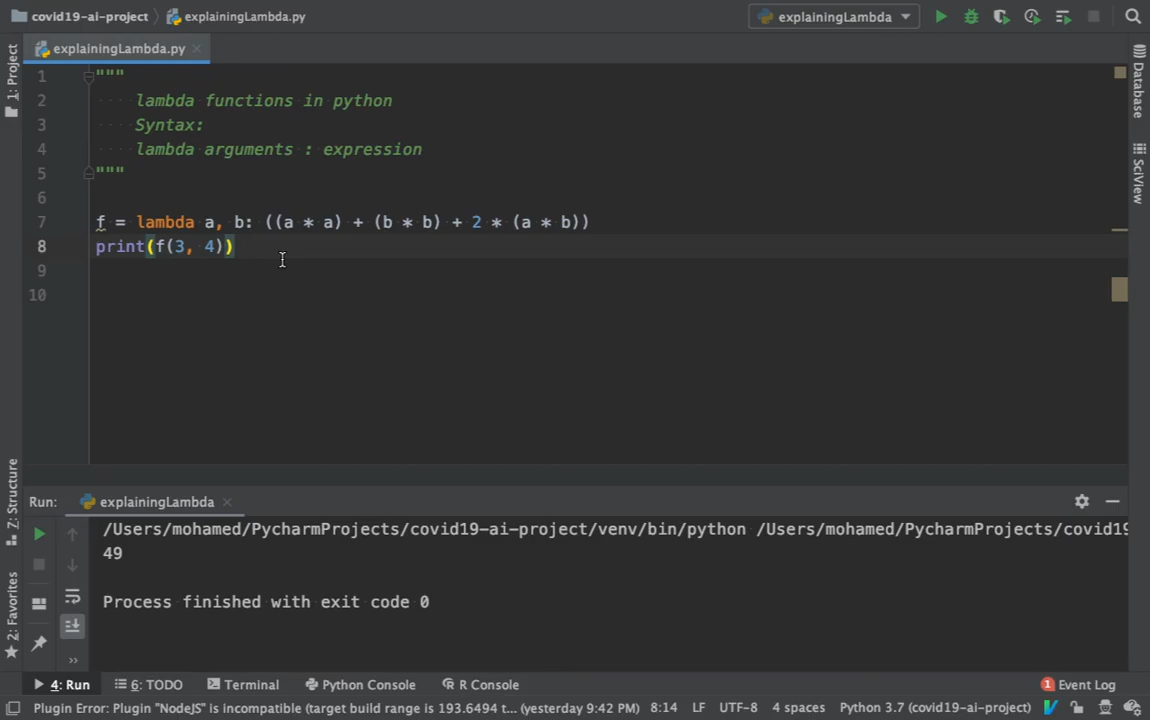 covid19-ai-project explainingLambda.py explainingLambda
explainingLambda.py
1: Project
Database
SciView
1 """
2 lambda functions in python
3 Syntax:
4 lambda arguments : expression
5 """
6
7 f = lambda a, b: ((a * a) + (b * b) + 2 * (a * b))
8 print(f(3, 4))
9
10
7: Structure
2: Favorites
Run: explainingLambda
/Users/mohamed/PycharmProjects/covid19-ai-project/venv/bin/python /Users/mohamed/PycharmProjects/covid19
49
Process finished with exit code 0
4: Run 6: TODO Terminal Python Console R Console 1 Event Log
Plugin Error: Plugin "NodeJS" is incompatible (target build range is 193.6494 t... (yesterday 9:42 PM) 8:14 LF UTF-8 4 spaces Python 3.7 (covid19-ai-project)